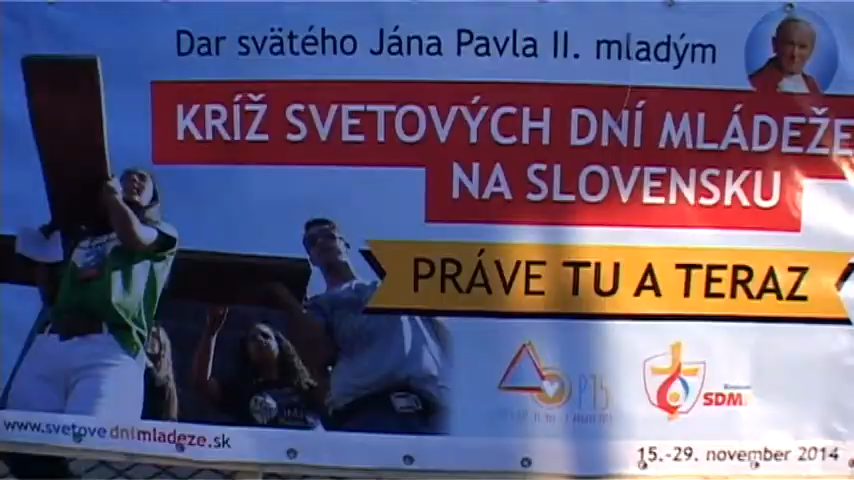 Dar svätého Jána Pavla II. mladým
KRÍŽ SVETOVÝCH DNÍ MLÁDEŽE
NA SLOVENSKU
PRÁVE TU A TERAZ
SDM
www.svetovednimladeze.sk
15.-29. november 2014